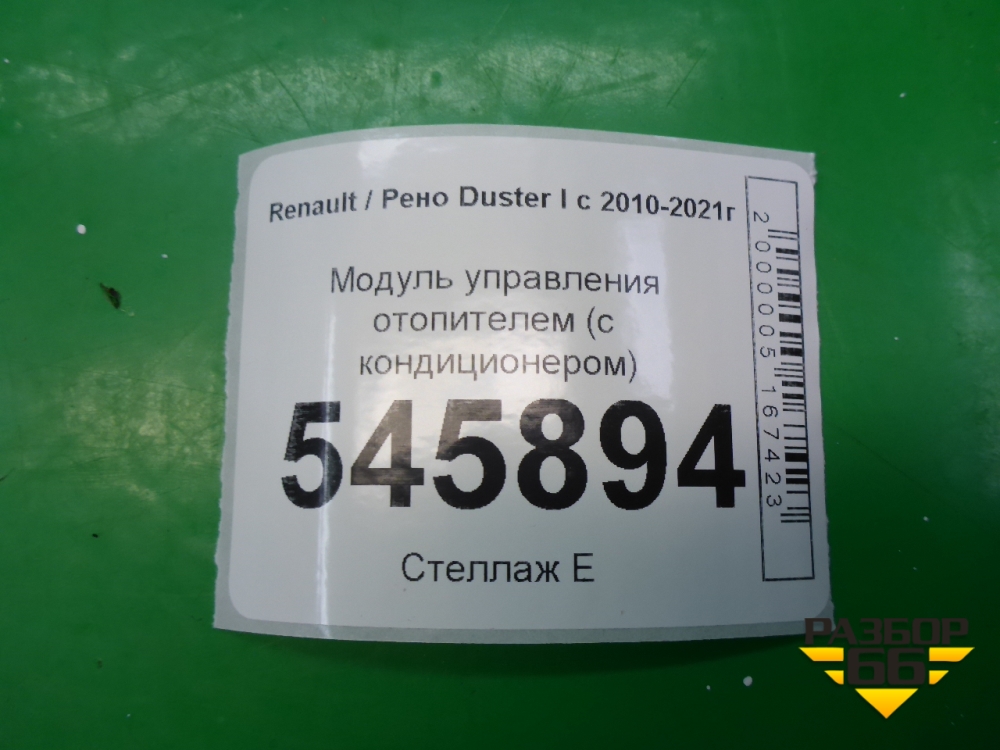 Renault / Рено Duster I с 2010-2021г
Модуль управления
отопителем (с
кондиционером)
545894
Стеллаж Е
2000005167423
РАЗБОР
66